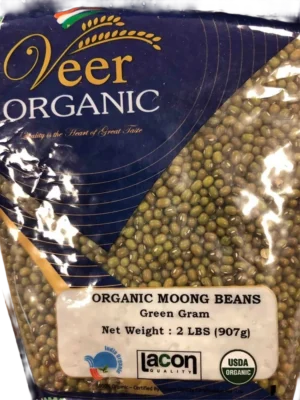 Veer
ORGANIC
Quality is the Heart of Great Taste
ORGANIC MOONG BEANS
Green Gram
Net Weight : 2 LBS (907g)
Lacon
QUALITY
USDA
ORGANIC